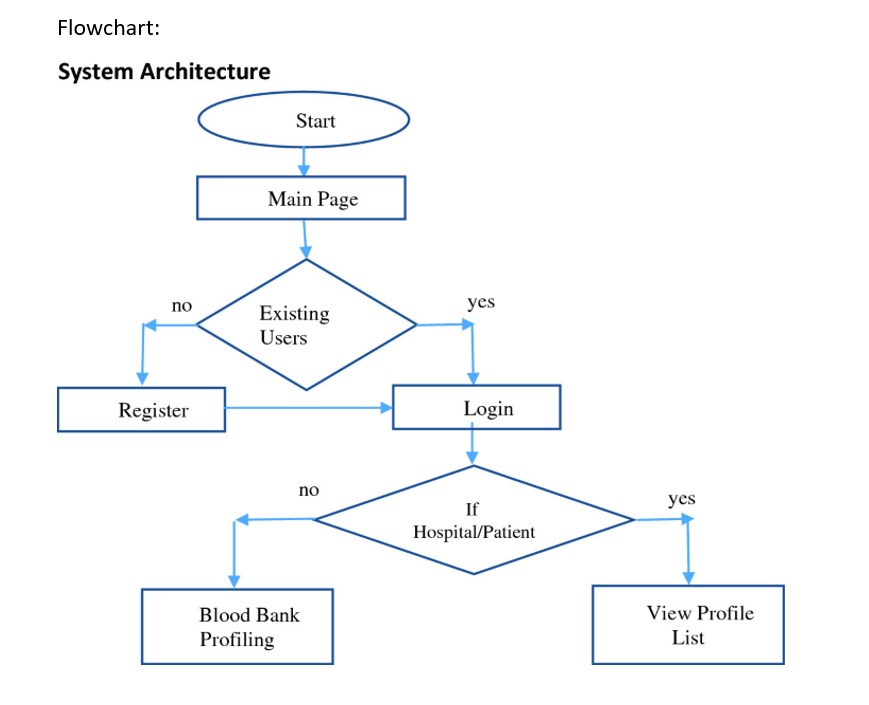 Flowchart:
System Architecture
Start
Main Page
no
yes
Existing
Users
Register
Login
no
yes
If
Hospital/Patient
Blood Bank
Profiling
View Profile
List